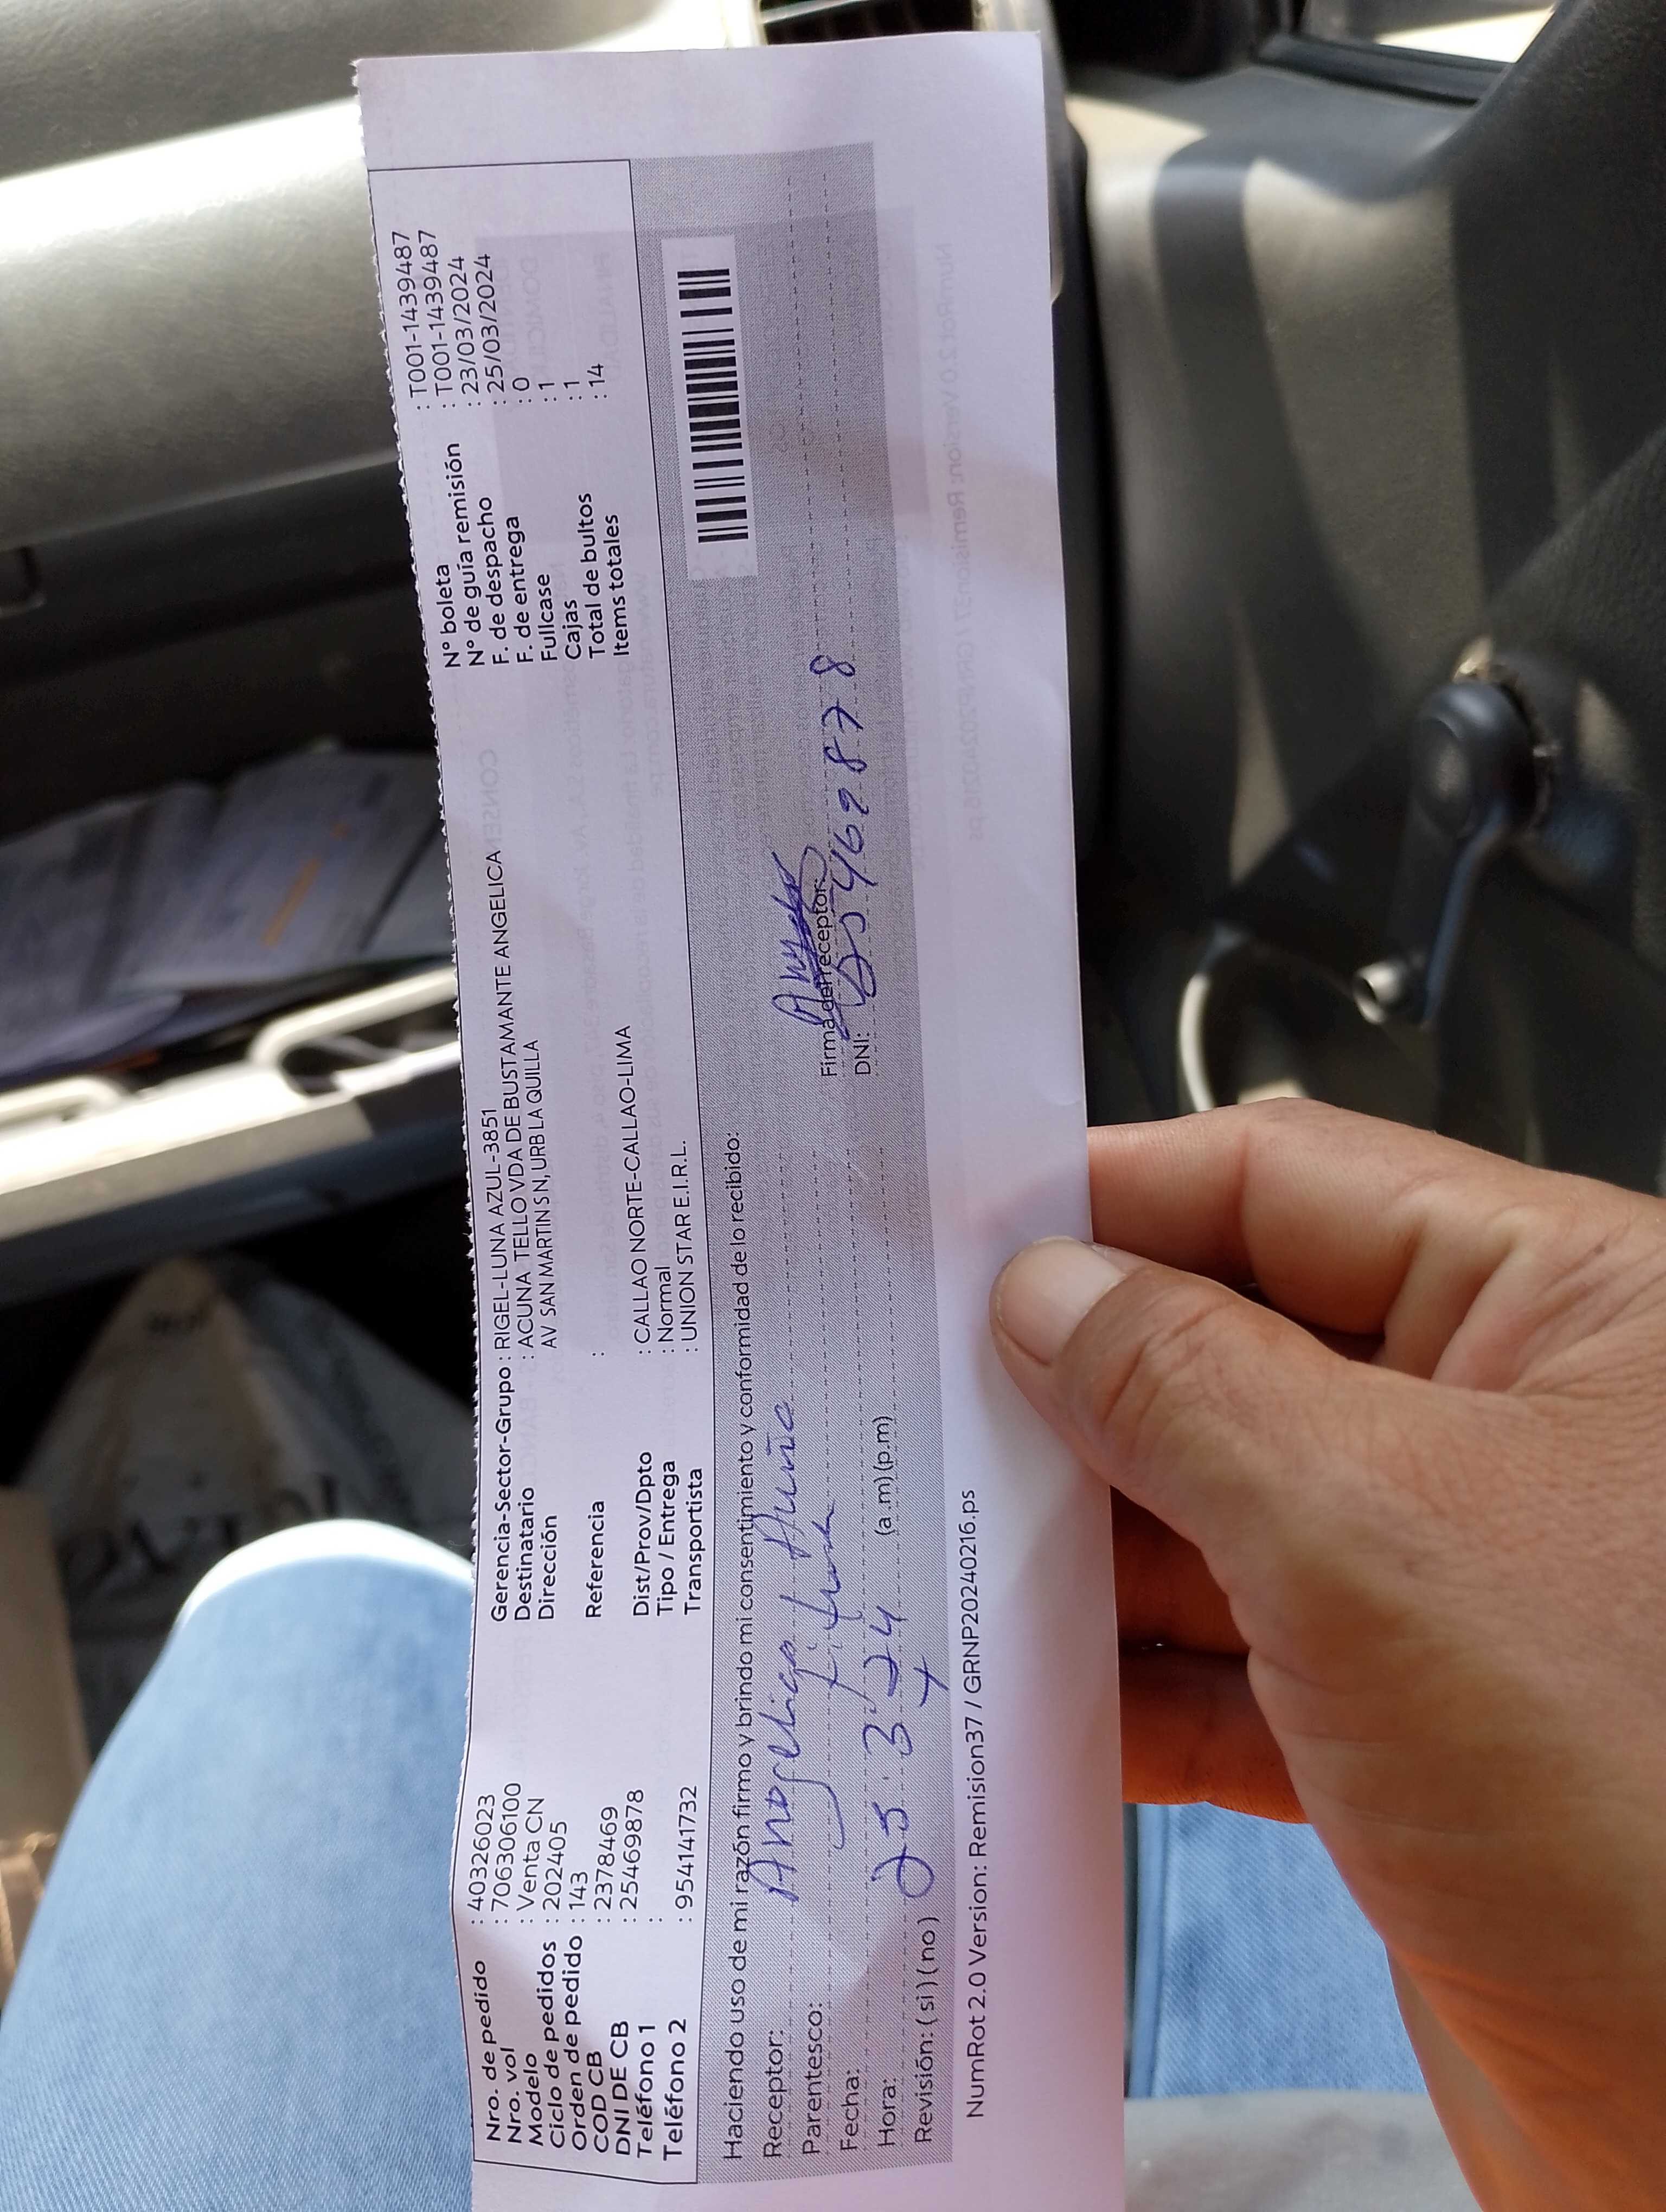 Nro. de pedido : 40326023
Nro. vol : 706306100
Modelo : Venta CN
Ciclo de pedidos : 202405
Orden de pedido : 143
COD CB : 2378469
DNI DE CB : 25469878
Teléfono 1 :
Teléfono 2 : 954141732
Gerencia-Sector-Grupo : RIGEL-LUNA AZUL-3851
Destinatario : ACUNA TELLO VDA DE BUSTAMANTE ANGELICA
Dirección AV SAN MARTIN S N, URB LA QUILLA
Referencia :
Dist/Prov/Dpto : CALLAO NORTE-CALLAO-LIMA
Tipo / Entrega : Normal
Transportista : UNION STAR E.I.R.L.
N° boleta : T001-1439487
N° de guía remisión : T001-1439487
F. de despacho : 23/03/2024
F. de entrega : 25/03/2024
Fullcase : 0
Cajas : 1
Total de bultos : 1
Items totales : 14
Haciendo uso de mi razón firmo y brindo mi consentimiento y conformidad de lo recibido:
Receptor: Angelica
Parentesco:
Fecha: 25 3 24
Hora: (a.m)(p.m)
Revisión: (si)(no)
Firma del receptor:
DNI:
NumRot 2.0 Version: Remision37 / GRNP20240216.ps